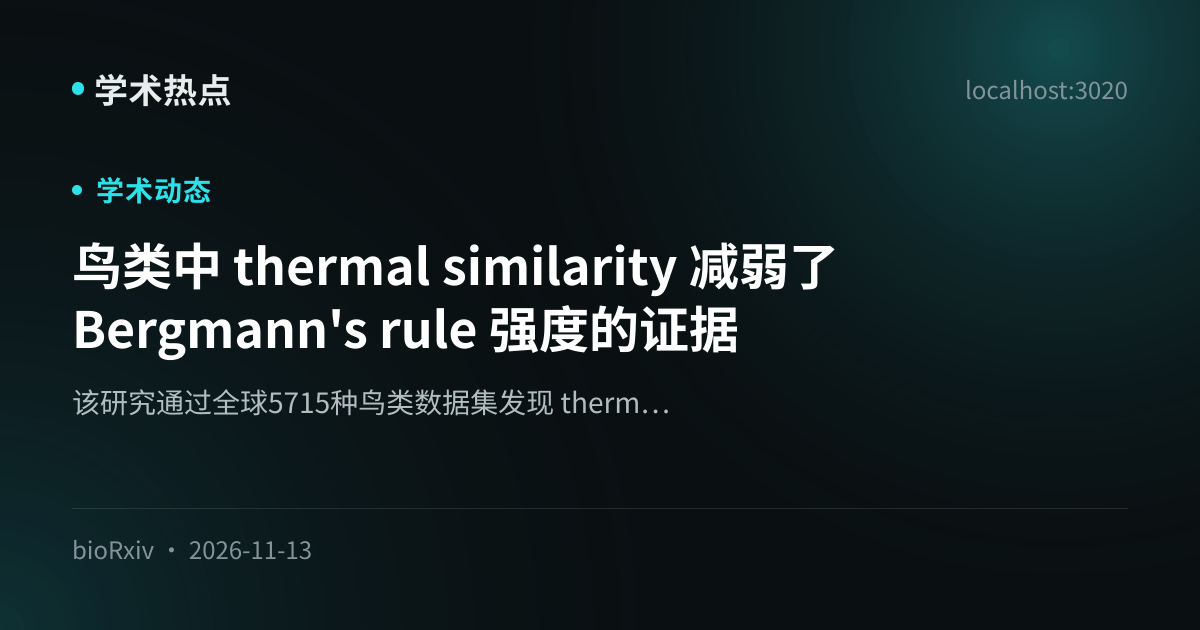 学术热点
localhost:3020
学术动态
鸟类中 thermal similarity 减弱了
Bergmann's rule 强度的证据
该研究通过全球5715种鸟类数据集发现 therm…
bioRxiv • 2026-11-13